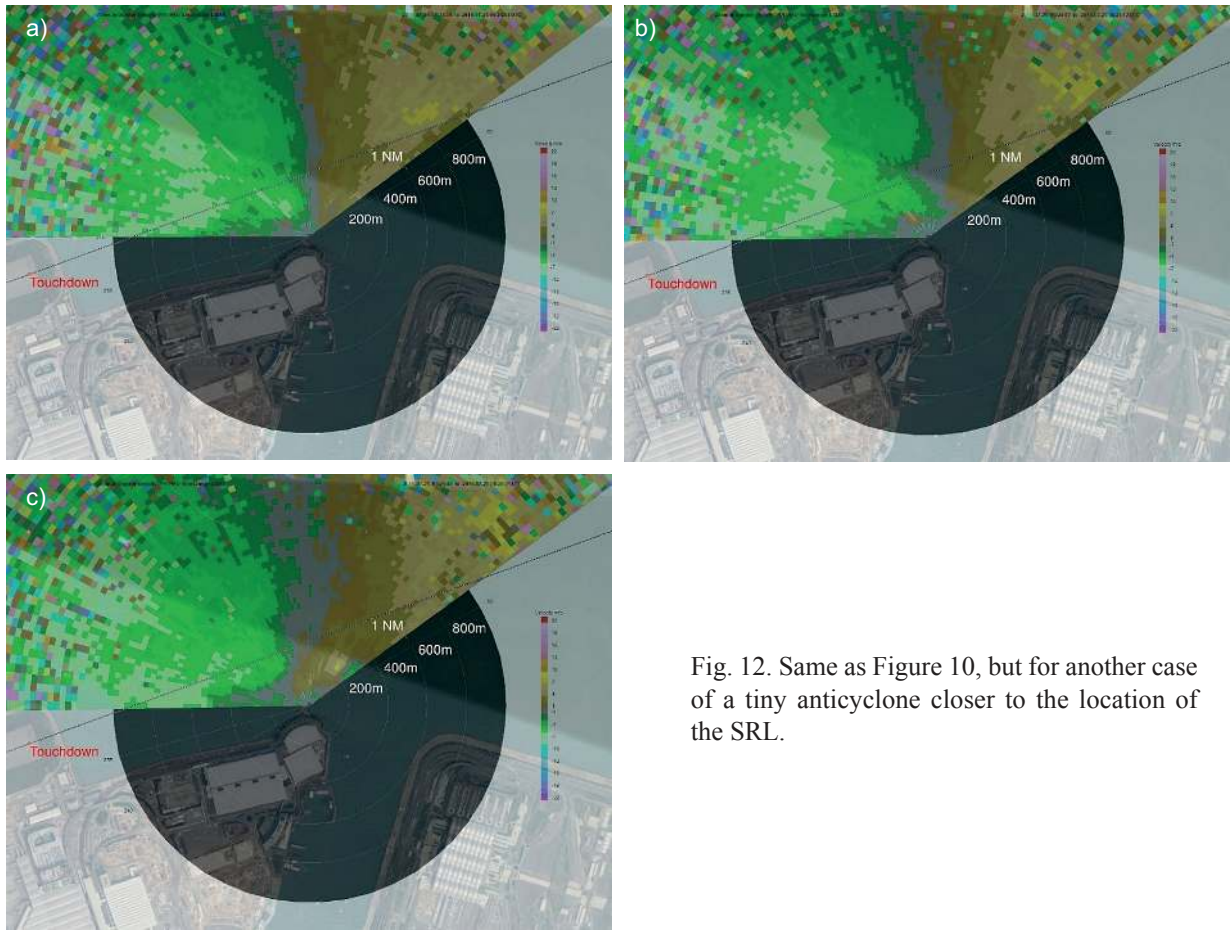 a)
1 NM
800m
600m
400m
200m
Touchdown
b)
1 NM
800m
600m
400m
200m
Touchdown
c)
1 NM
800m
600m
400m
200m
Touchdown
Fig. 12. Same as Figure 10, but for another case
of a tiny anticyclone closer to the location of
the SRL.